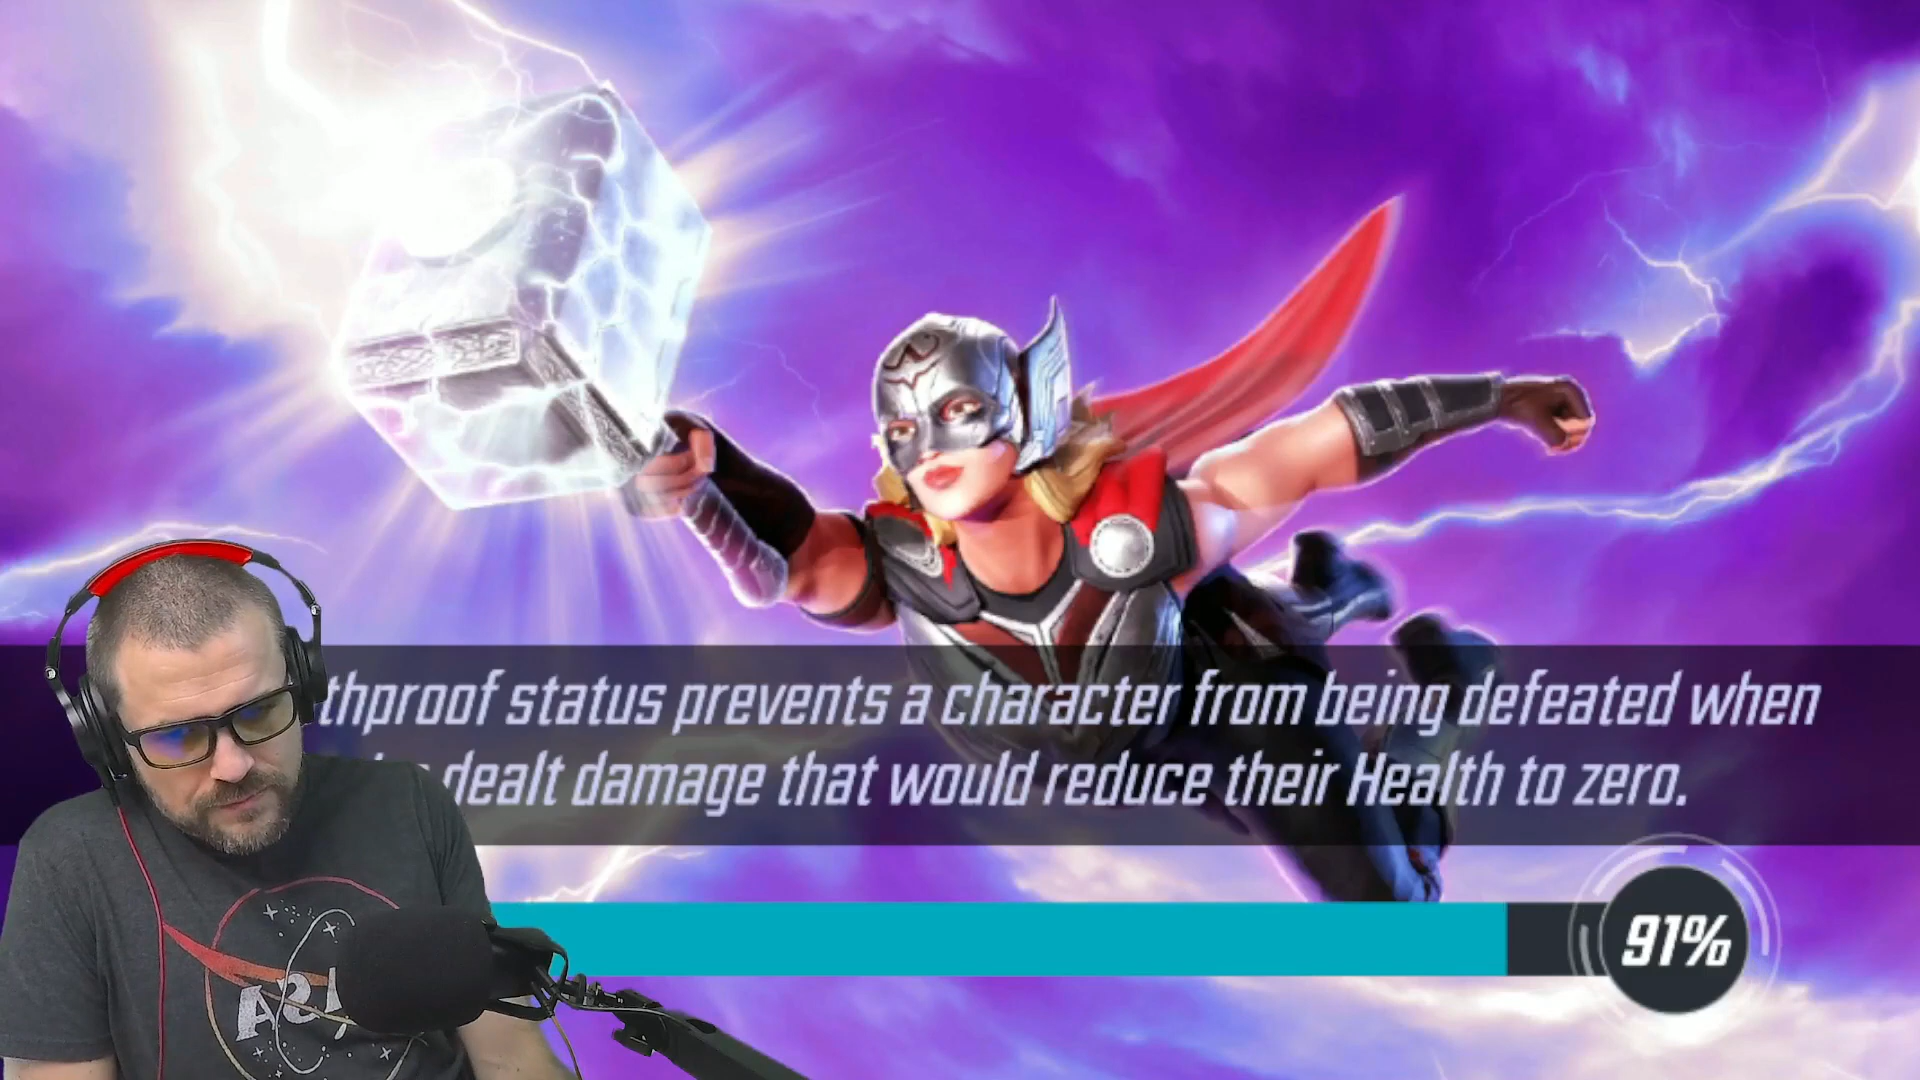 thproof status prevents a character from being defeated when
dealt damage that would reduce their Health to zero.
91%